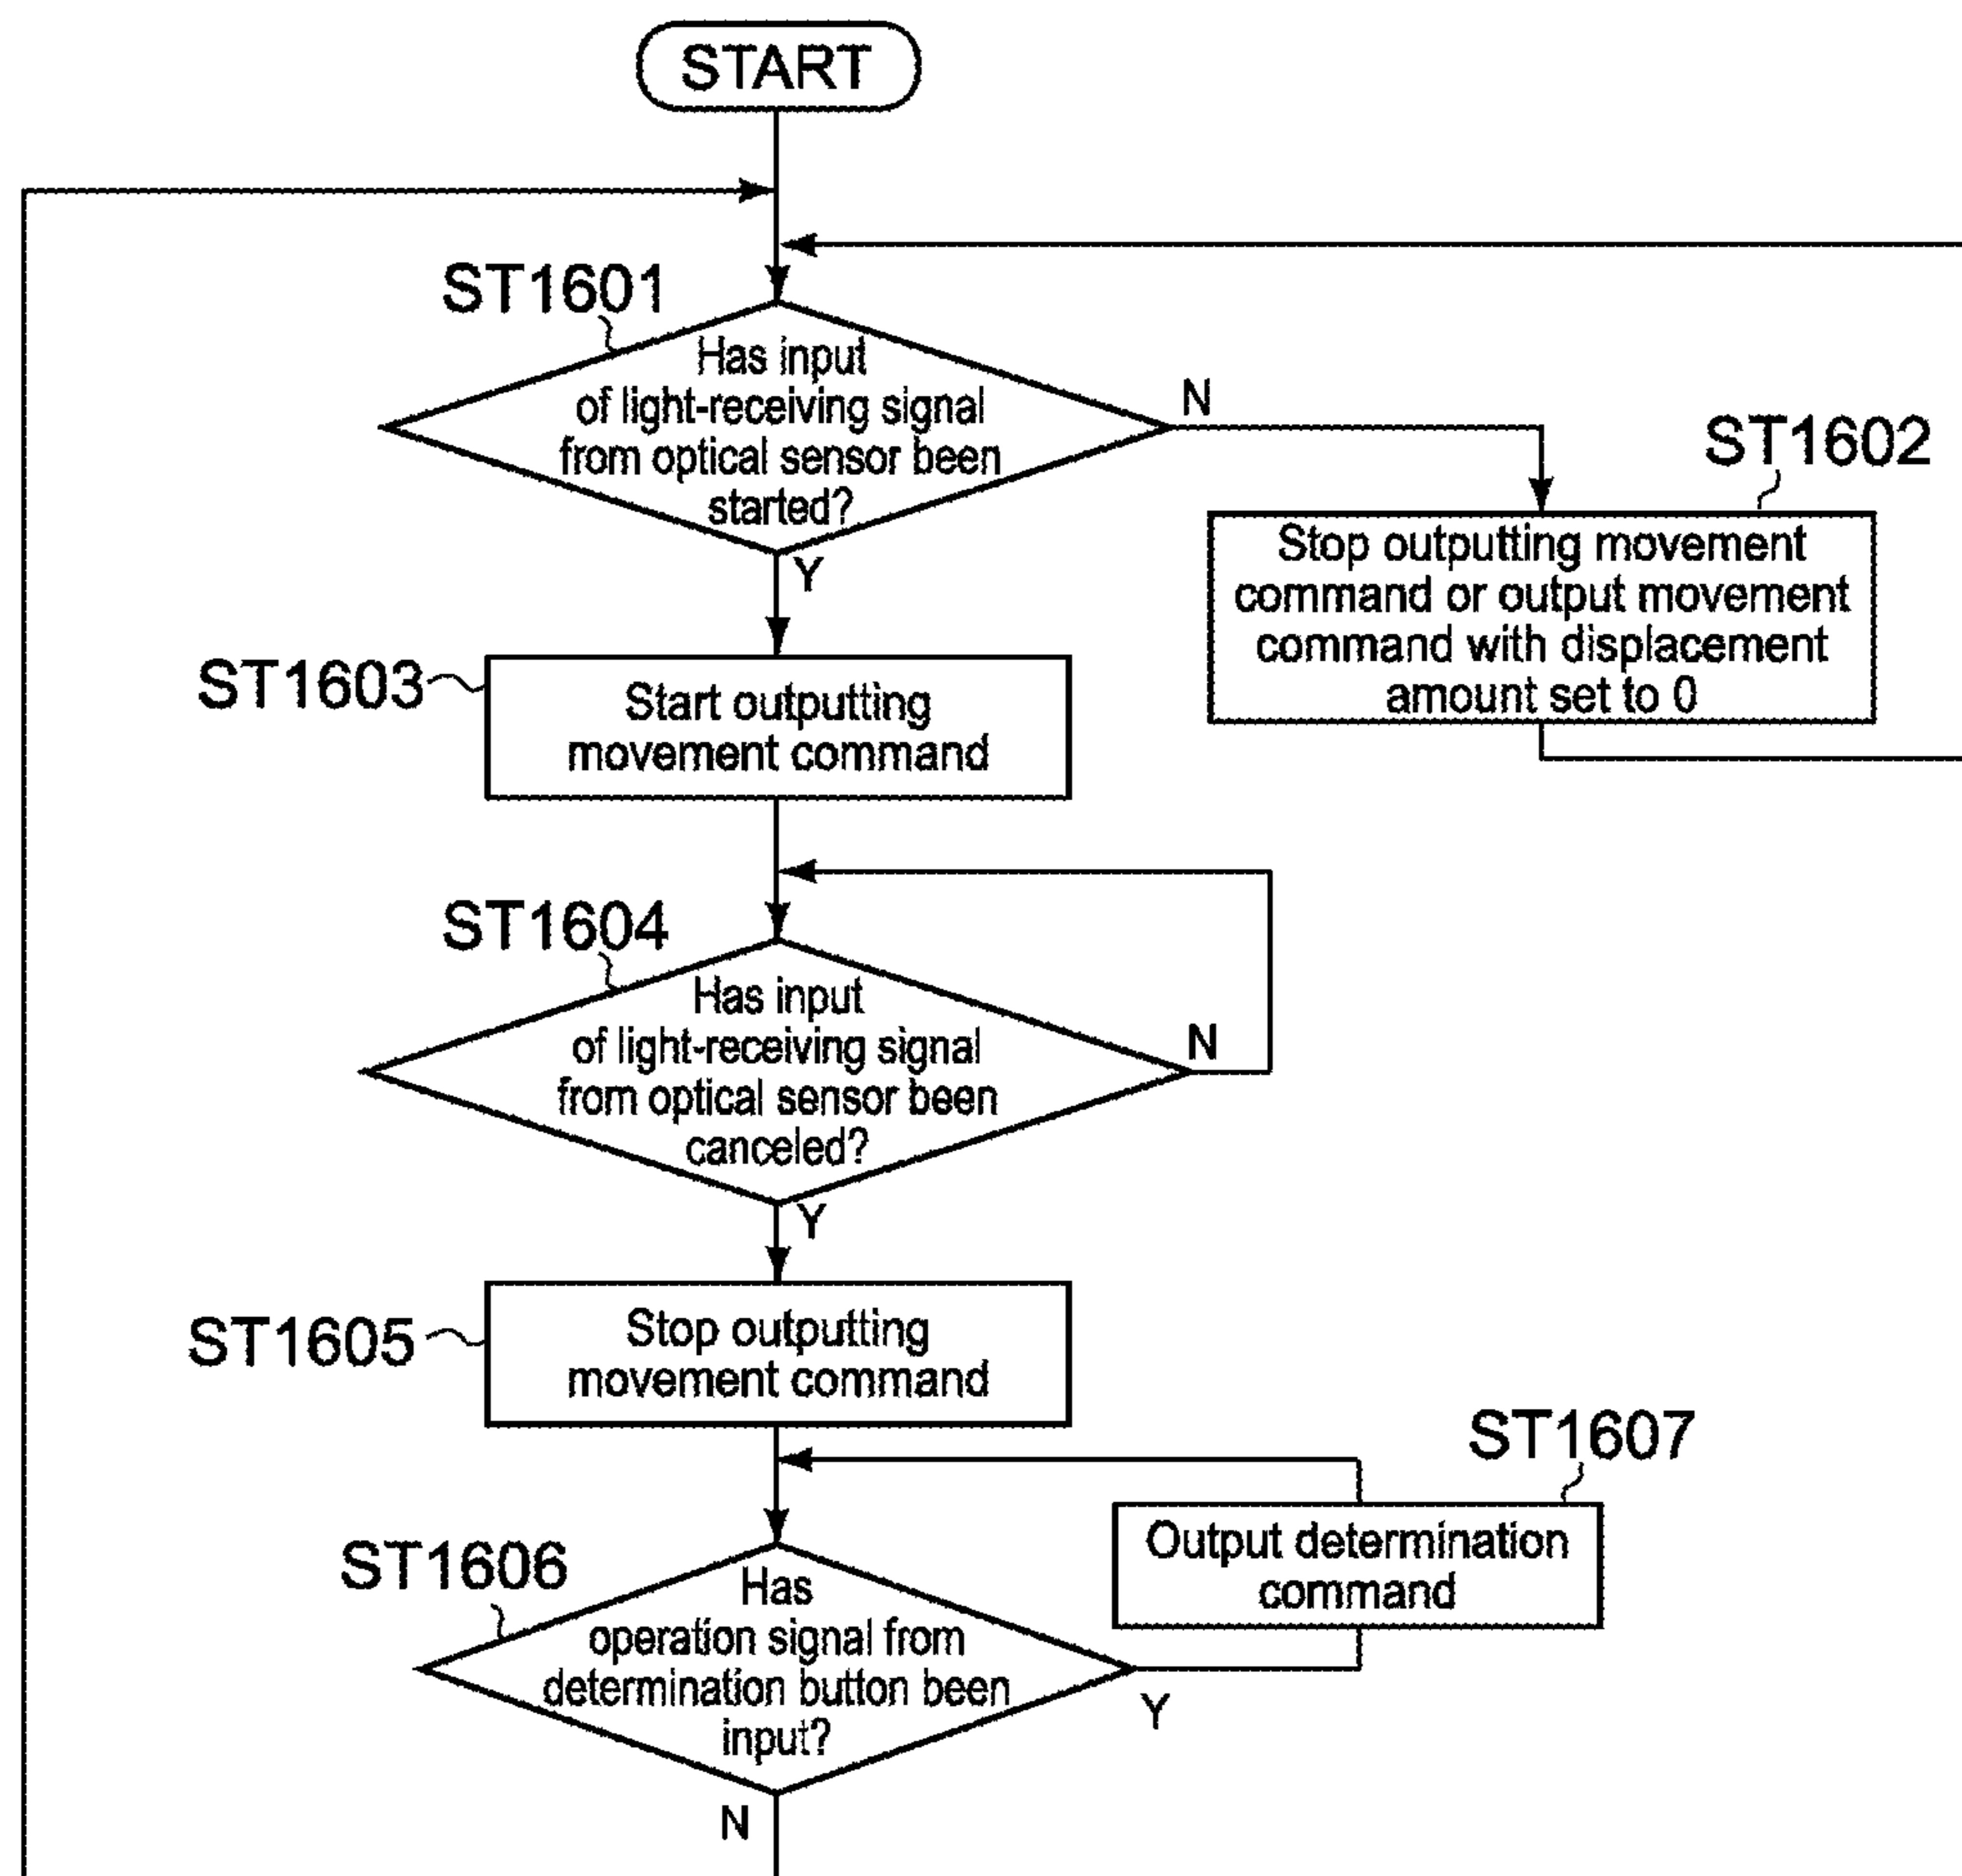 START
ST1601
Has input
of light-receiving signal
from optical sensor been
started?
N
Y
ST1602
Stop outputting movement
command or output movement
command with displacement
amount set to 0
ST1603
Start outputting
movement command
ST1604
Has input
of light-receiving signal
from optical sensor been
canceled?
N
Y
ST1605
Stop outputting
movement command
ST1607
Output determination
command
ST1606
Has
operation signal from
determination button been
input?
Y
N